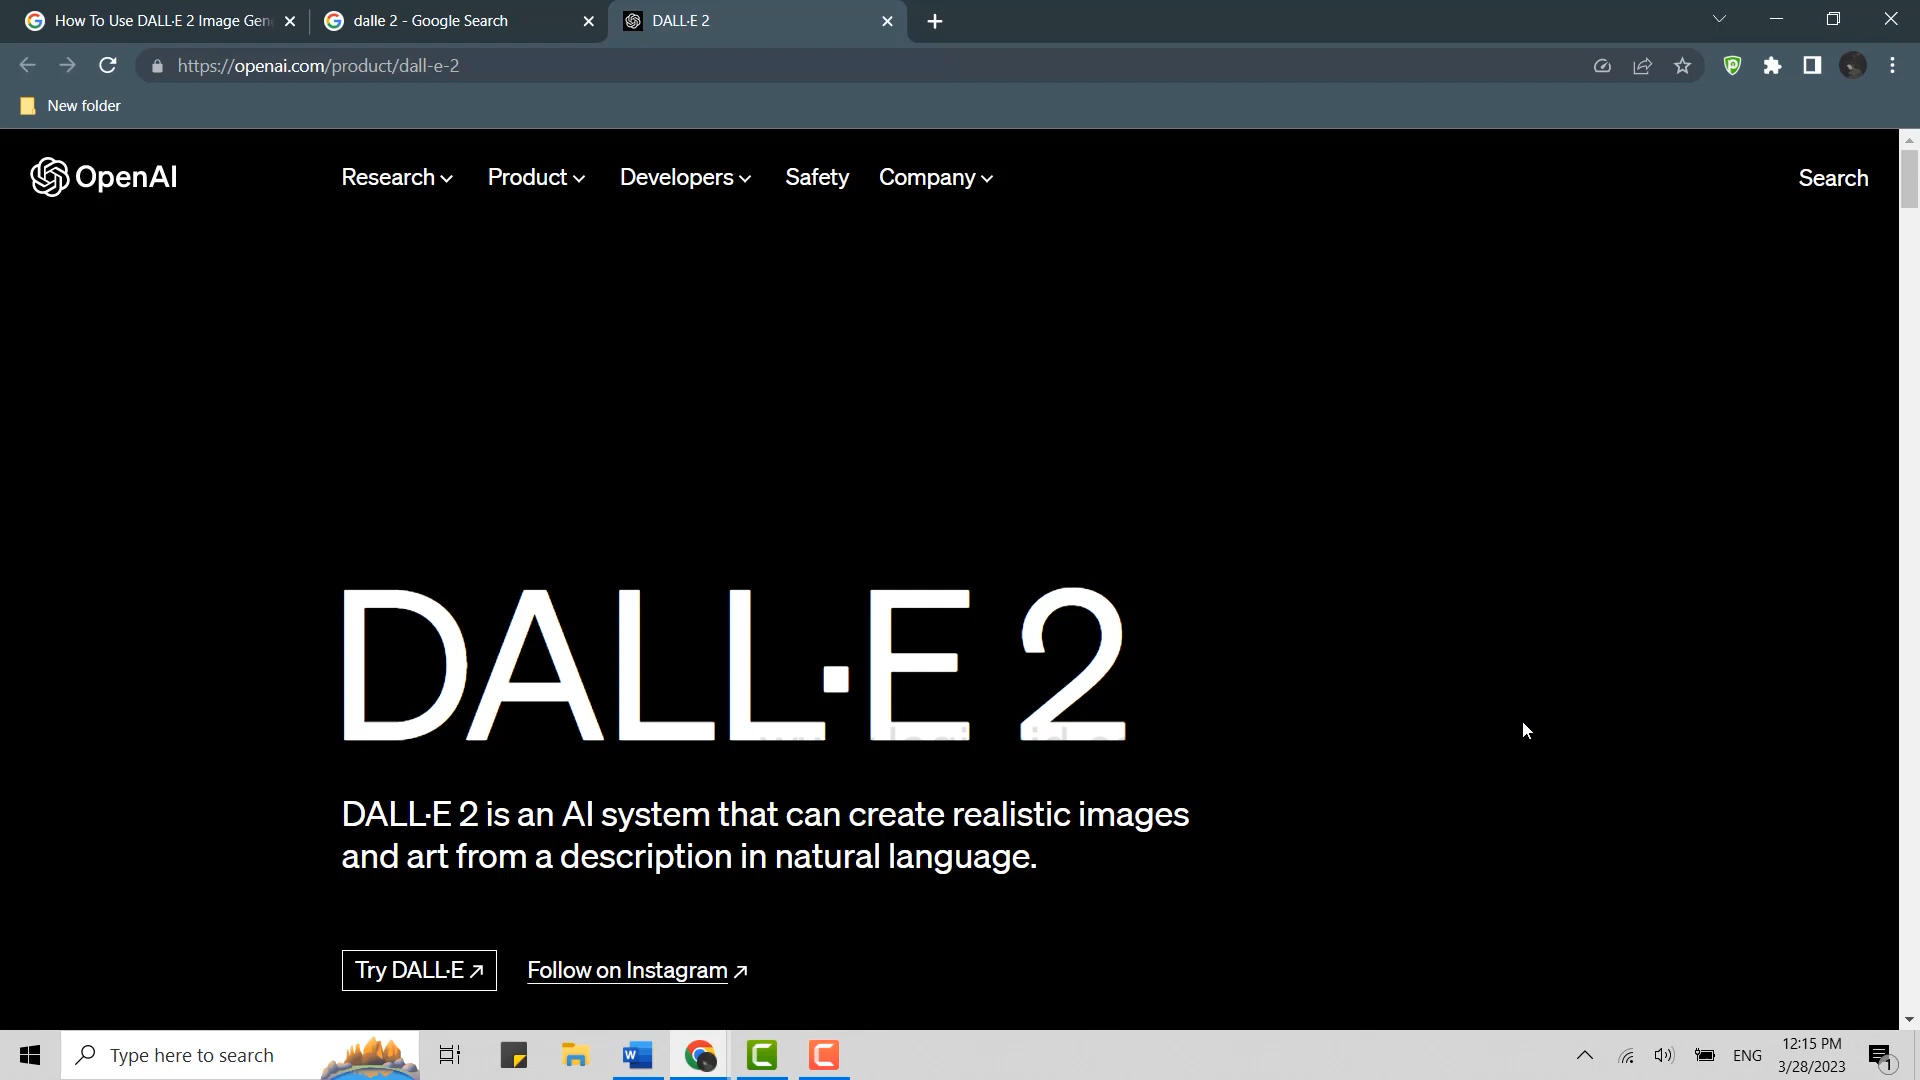 How To Use DALL·E 2 Image Gen
dalle 2 - Google Search
DALL·E 2
https://openai.com/product/dall-e-2
New folder
OpenAI
Research
Product
Developers
Safety
Company
Search
DALL·E 2
DALL·E 2 is an AI system that can create realistic images
and art from a description in natural language.
Try DALL·E ↗
Follow on Instagram ↗
Type here to search
ENG
12:15 PM
3/28/2023
1